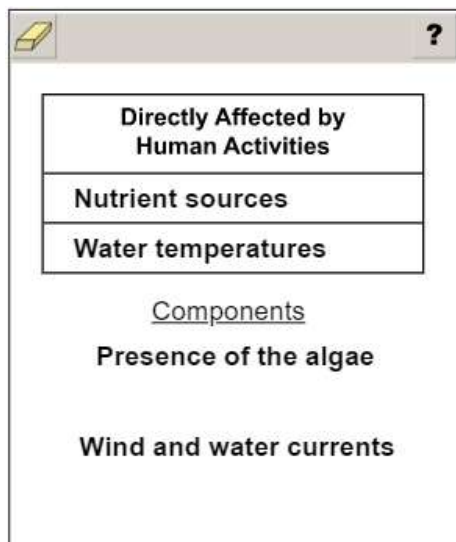 ?
Directly Affected by
Human Activities
Nutrient sources
Water temperatures
Components
Presence of the algae
Wind and water currents